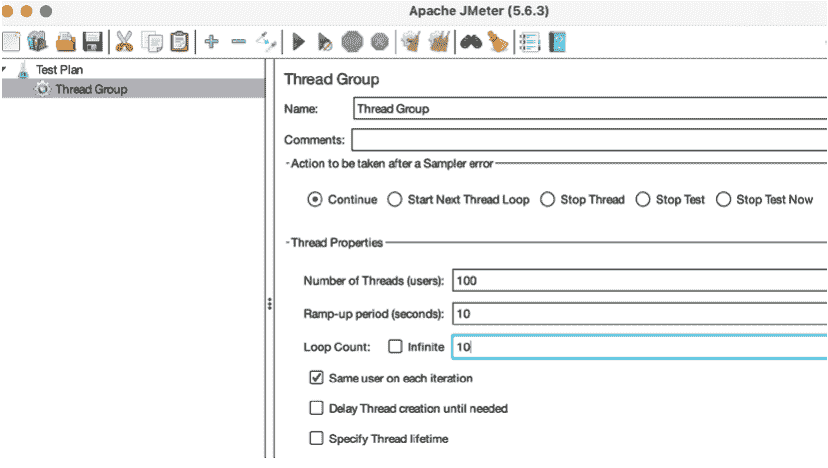 Apache JMeter (5.6.3)
Test Plan
Thread Group
Thread Group
Name: Thread Group
Comments:
Action to be taken after a Sampler error
Continue Start Next Thread Loop Stop Thread Stop Test Stop Test Now
Thread Properties
Number of Threads (users): 100
Ramp-up period (seconds): 10
Loop Count: Infinite 10
Same user on each iteration
Delay Thread creation until needed
Specify Thread lifetime